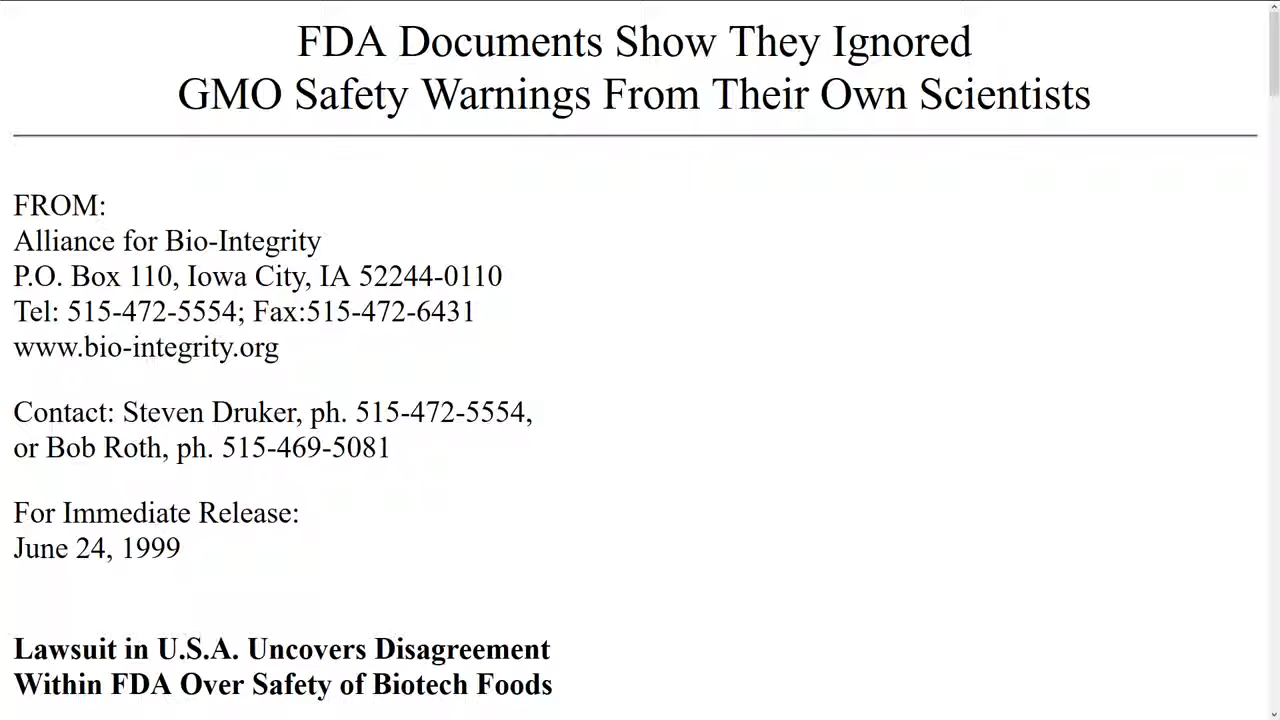 FDA Documents Show They Ignored
GMO Safety Warnings From Their Own Scientists
FROM:
Alliance for Bio-Integrity
P.O. Box 110, Iowa City, IA 52244-0110
Tel: 515-472-5554; Fax:515-472-6431
www.bio-integrity.org
Contact: Steven Druker, ph. 515-472-5554,
or Bob Roth, ph. 515-469-5081
For Immediate Release:
June 24, 1999
Lawsuit in U.S.A. Uncovers Disagreement
Within FDA Over Safety of Biotech Foods